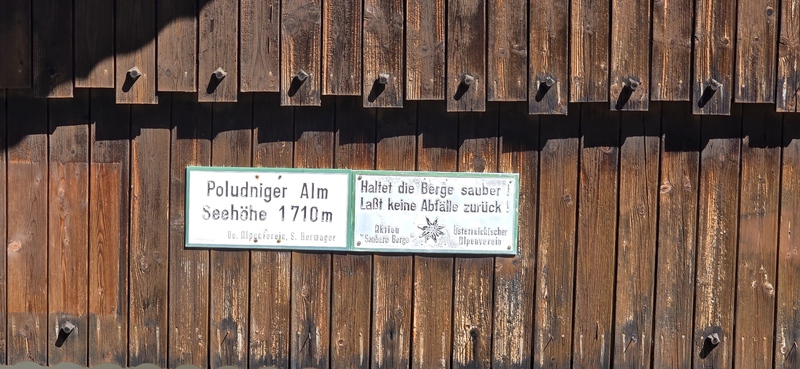 Poludniger Alm
Seehöhe 1710m
Oe. Alpenverein, S. Hermagor
Haltet die Berge sauber !
Laßt keine Abfälle zurück !
Aktion
"Saubere Berge"
Österreichischer
Alpenverein